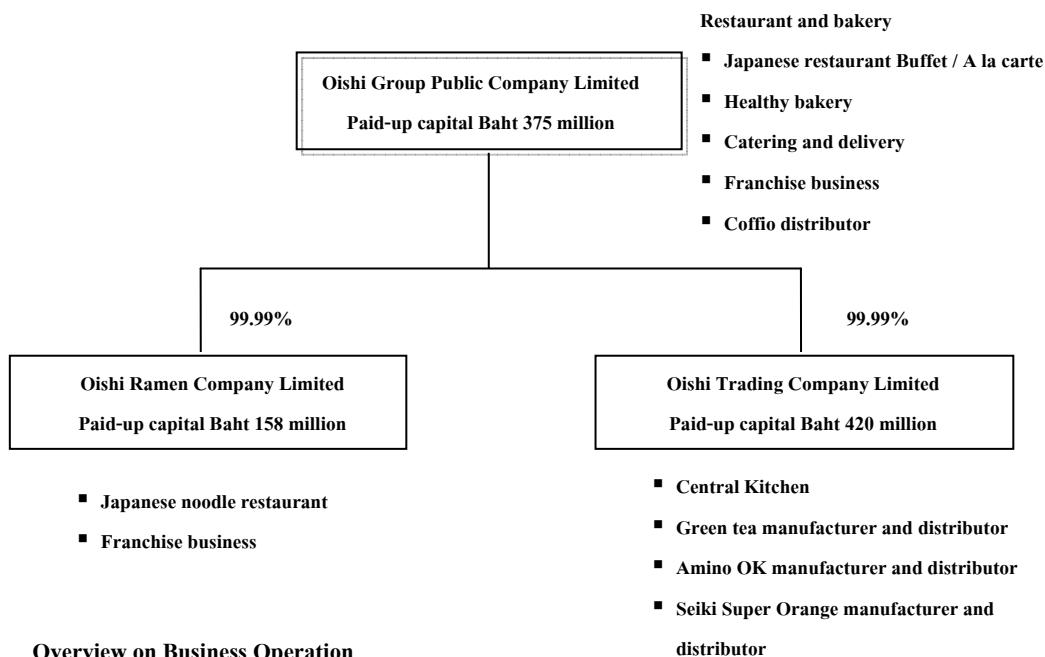 Restaurant and bakery
▪ Japanese restaurant Buffet / A la carte
▪ Healthy bakery
▪ Catering and delivery
▪ Franchise business
▪ Coffio distributor
Oishi Group Public Company Limited
Paid-up capital Baht 375 million
99.99%
99.99%
Oishi Ramen Company Limited
Paid-up capital Baht 158 million
Oishi Trading Company Limited
Paid-up capital Baht 420 million
▪ Japanese noodle restaurant
▪ Franchise business
▪ Central Kitchen
▪ Green tea manufacturer and distributor
▪ Amino OK manufacturer and distributor
▪ Seiki Super Orange manufacturer and
distributor
Overview on Business Operation